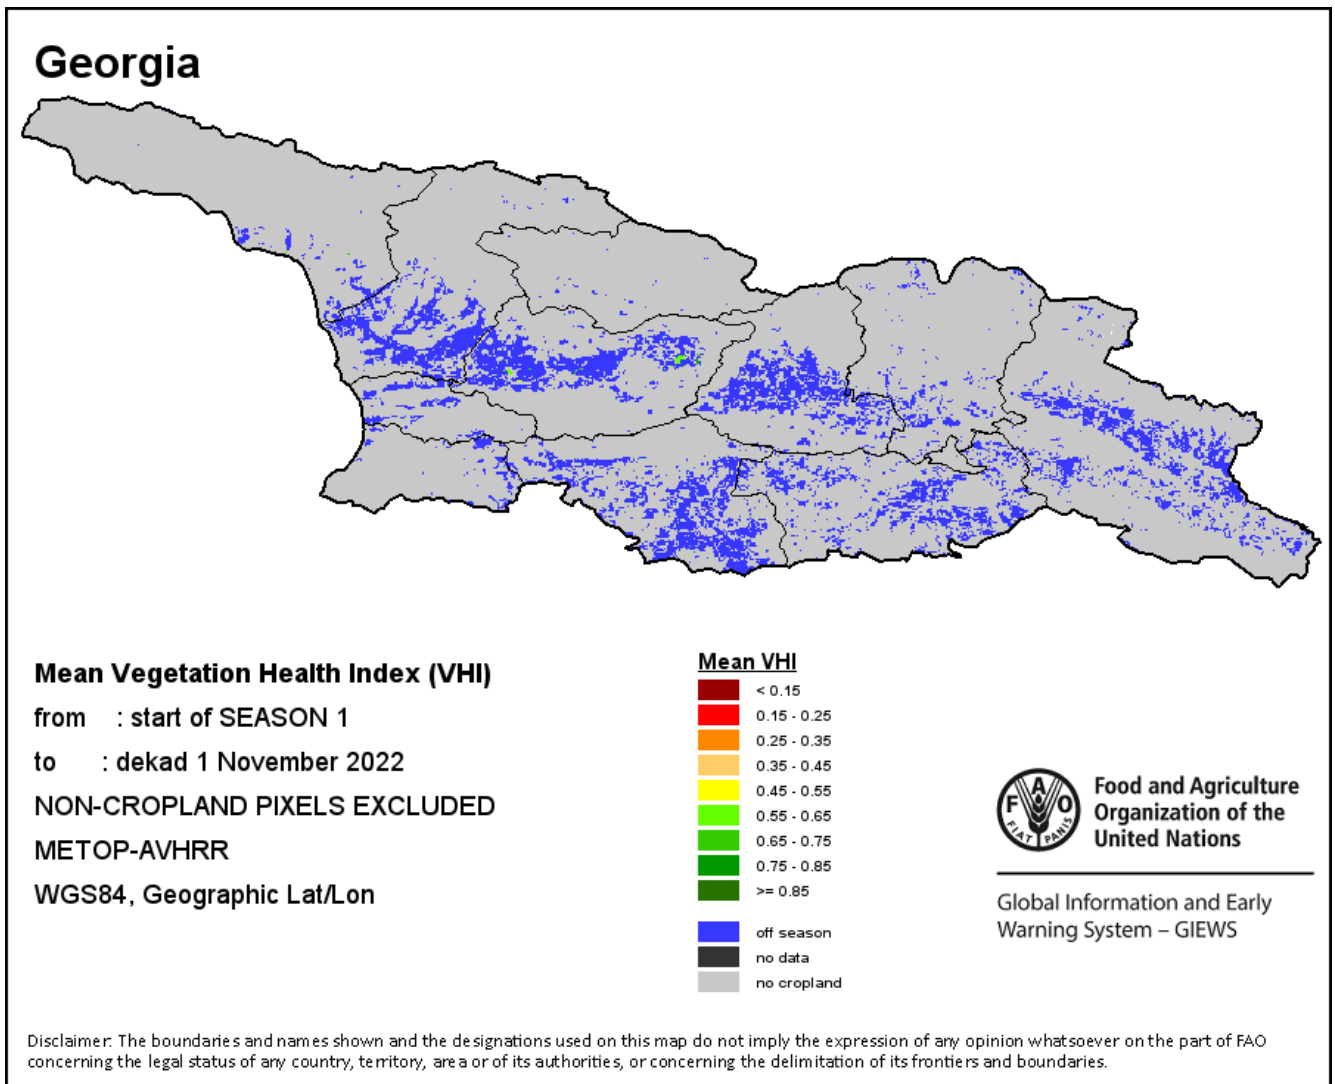 Georgia
Mean Vegetation Health Index (VHI)
from : start of SEASON 1
to : dekad 1 November 2022
NON-CROPLAND PIXELS EXCLUDED
METOP-AVHRR
WGS84, Geographic Lat/Lon
Mean VHI
< 0.15
0.15 - 0.25
0.25 - 0.35
0.35 - 0.45
0.45 - 0.55
0.55 - 0.65
0.65 - 0.75
0.75 - 0.85
>= 0.85
off season
no data
no cropland
F A O
FIAT PANIS
Food and Agriculture
Organization of the
United Nations
Global Information and Early
Warning System – GIEWS
Disclaimer: The boundaries and names shown and the designations used on this map do not imply the expression of any opinion whatsoever on the part of FAO
concerning the legal status of any country, territory, area or of its authorities, or concerning the delimitation of its frontiers and boundaries.